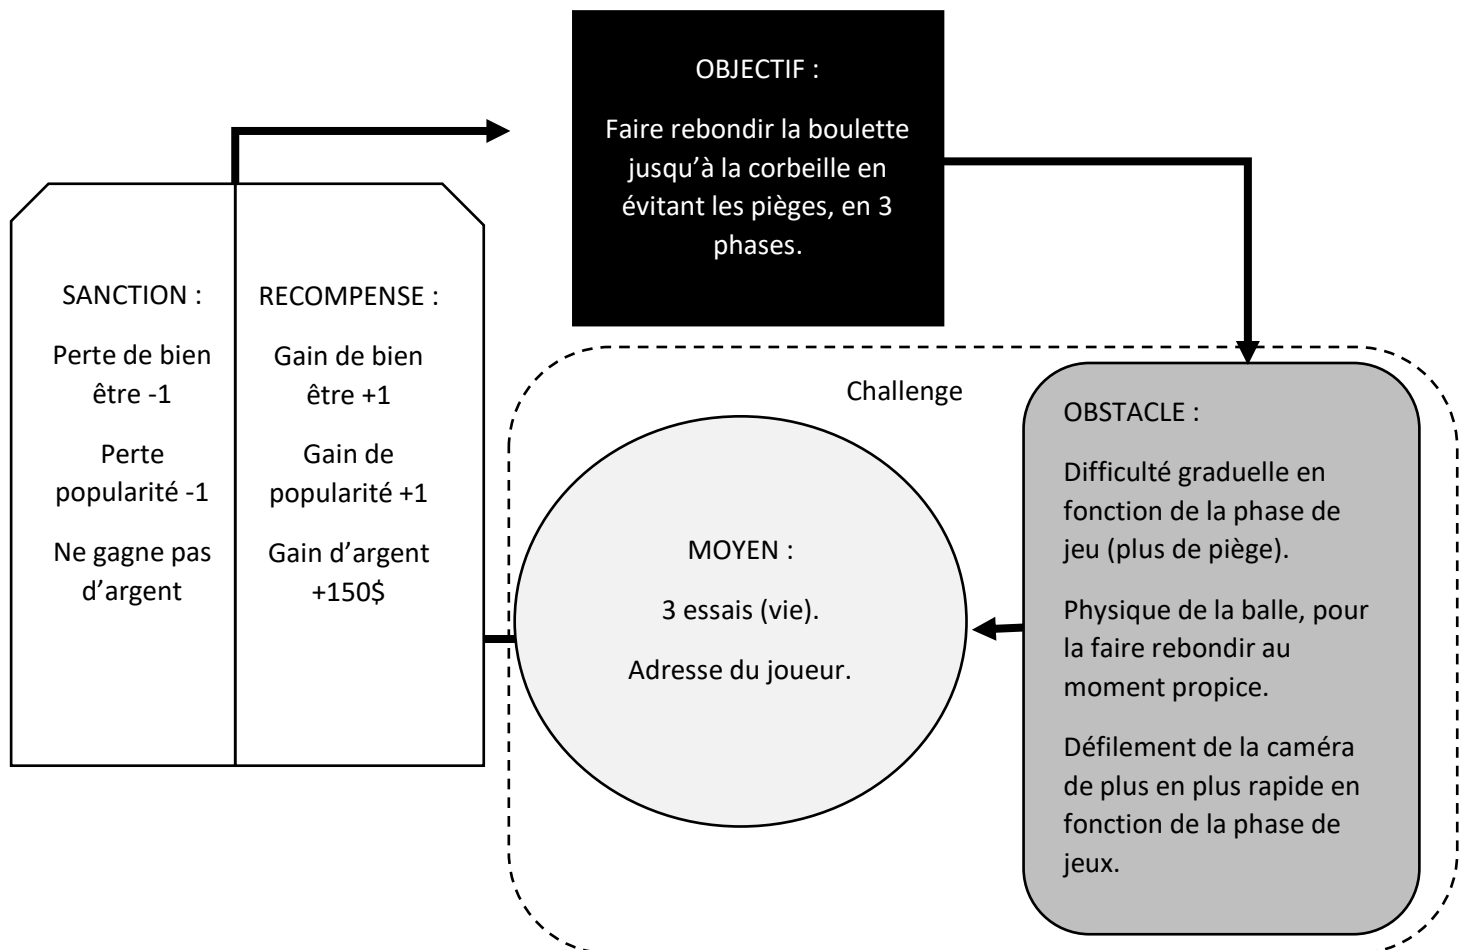 OBJECTIF :
Faire rebondir la boulette
jusqu’à la corbeille en
évitant les pièges, en 3
phases.
SANCTION :
Perte de bien
être -1
Perte
popularité -1
Ne gagne pas
d’argent
RECOMPENSE :
Gain de bien
être +1
Gain de
popularité +1
Gain d’argent
+150$
Challenge
MOYEN :
3 essais (vie).
Adresse du joueur.
OBSTACLE :
Difficulté graduelle en
fonction de la phase de
jeu (plus de piège).
Physique de la balle, pour
la faire rebondir au
moment propice.
Défilement de la caméra
de plus en plus rapide en
fonction de la phase de
jeux.